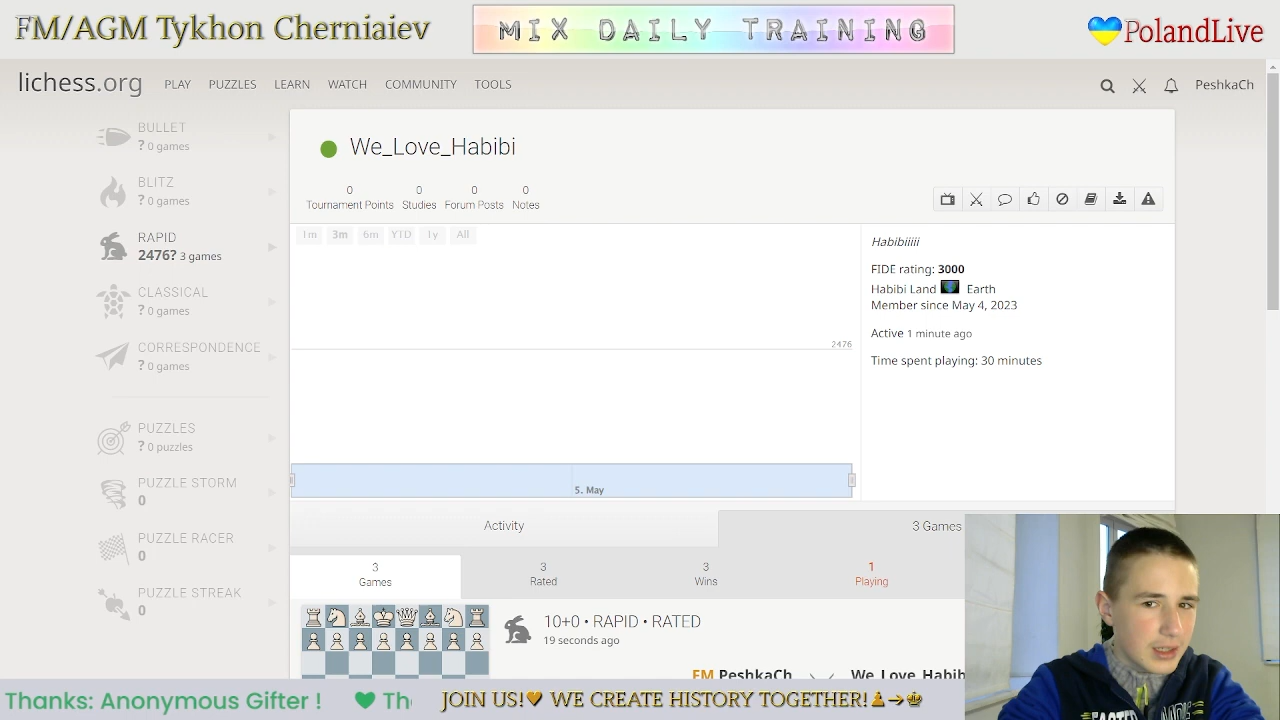 FM/AGM Tykhon Cherniaiev
MIX DAILY TRAINING
PolandLive
lichess.org
PLAY PUZZLES LEARN WATCH COMMUNITY TOOLS
PeshkaCh
BULLET
? 0 games
BLITZ
? 0 games
RAPID
2476? 3 games
CLASSICAL
? 0 games
CORRESPONDENCE
? 0 games
PUZZLES
? 0 puzzles
PUZZLE STORM
0
PUZZLE RACER
0
PUZZLE STREAK
0
We_Love_Habibi
0 0 0 0
Tournament Points Studies Forum Posts Notes
1m 3m 6m YTD 1y All
2476
5. May
Habibiiiii
FIDE rating: 3000
Habibi Land Earth
Member since May 4, 2023
Active 1 minute ago
Time spent playing: 30 minutes
Activity 3 Games
3 3 3 1
Games Rated Wins Playing
10+0 • RAPID • RATED
19 seconds ago
FM PeshkaCh We_Love_Habib
Thanks: Anonymous Gifter ! Th
JOIN US! WE CREATE HISTORY TOGETHER!